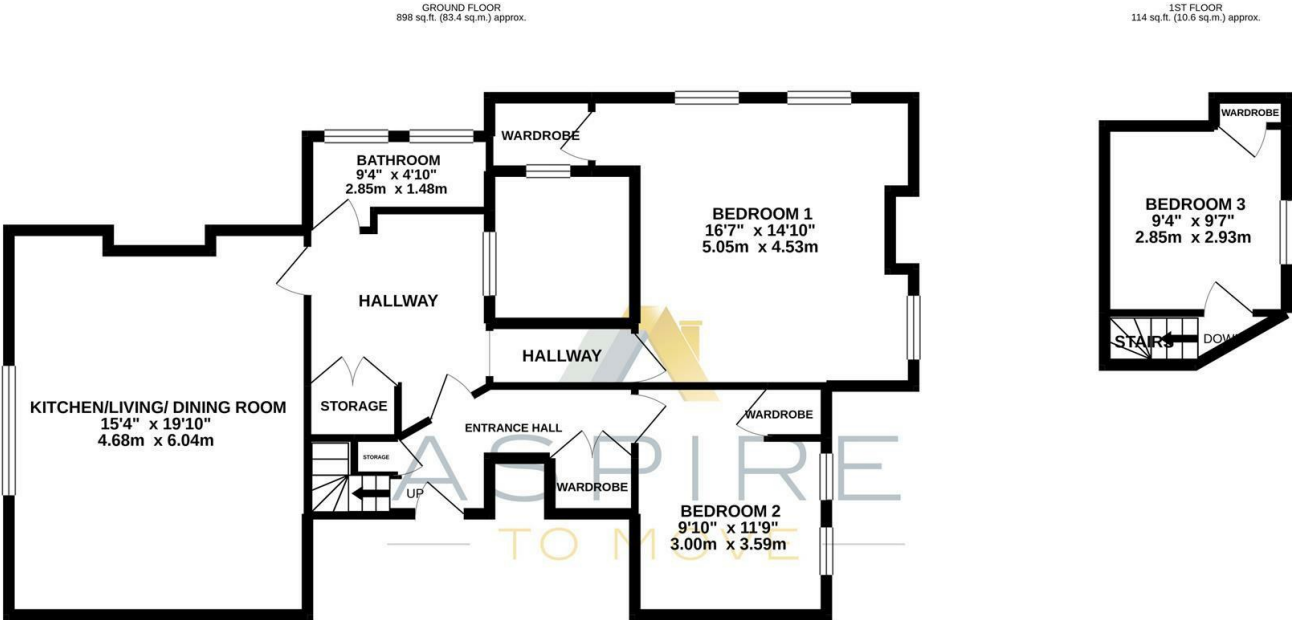 GROUND FLOOR
898 sq.ft. (83.4 sq.m.) approx.
1ST FLOOR
114 sq.ft. (10.6 sq.m.) approx.
WARDROBE
BATHROOM
9'4" x 4'10"
2.85m x 1.48m
BEDROOM 1
16'7" x 14'10"
5.05m x 4.53m
HALLWAY
HALLWAY
KITCHEN/LIVING/ DINING ROOM
15'4" x 19'10"
4.68m x 6.04m
STORAGE
STORAGE
ENTRANCE HALL
WARDROBE
WARDROBE
UP
BEDROOM 2
9'10" x 11'9"
3.00m x 3.59m
ASPIRE
TO MOVE
WARDROBE
BEDROOM 3
9'4" x 9'7"
2.85m x 2.93m
STAIRS
DOWN